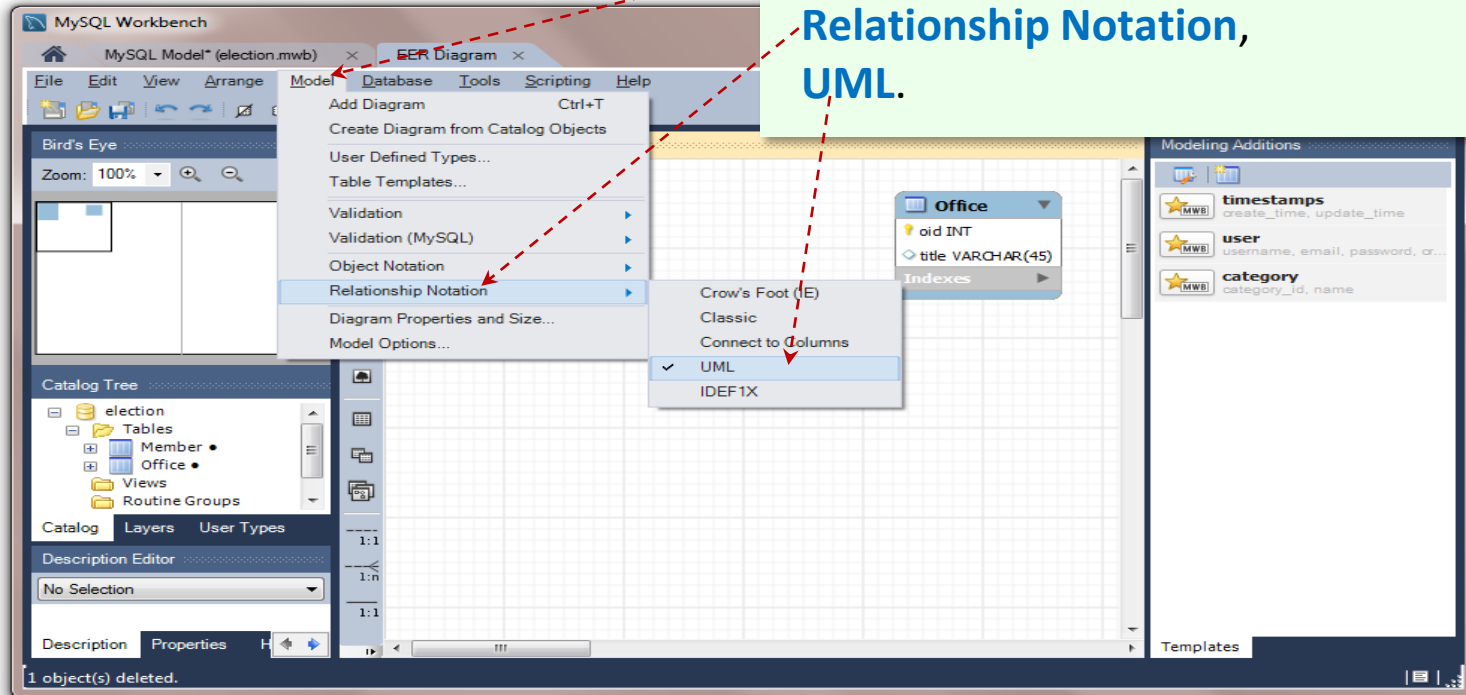 Relationship Notation,
UML.
MySQL Workbench
MySQL Model* (election.mwb) × EER Diagram ×
File Edit View Arrange Model Database Tools Scripting Help
Add Diagram Ctrl+T
Create Diagram from Catalog Objects
User Defined Types...
Table Templates...
Validation
Validation (MySQL)
Object Notation
Relationship Notation
Diagram Properties and Size...
Model Options...
Crow's Foot (IE)
Classic
Connect to Columns
UML
IDEF1X
Bird's Eye
Zoom: 100%
Office
oid INT
title VARCHAR(45)
Indexes
Modeling Additions
timestamps
create_time, update_time
user
username, email, password, cr...
category
category_id, name
Catalog Tree
election
Tables
Member •
Office •
Views
Routine Groups
Catalog Layers User Types
Description Editor
No Selection
Description Properties H
1:1
1:n
1:1
Templates
1 object(s) deleted.